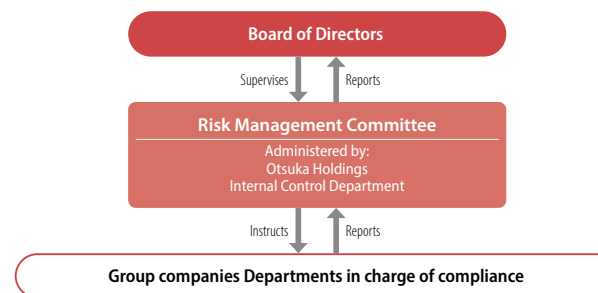 Board of Directors
Supervises
Reports
Risk Management Committee
Administered by:
Otsuka Holdings
Internal Control Department
Instructs
Reports
Group companies Departments in charge of compliance